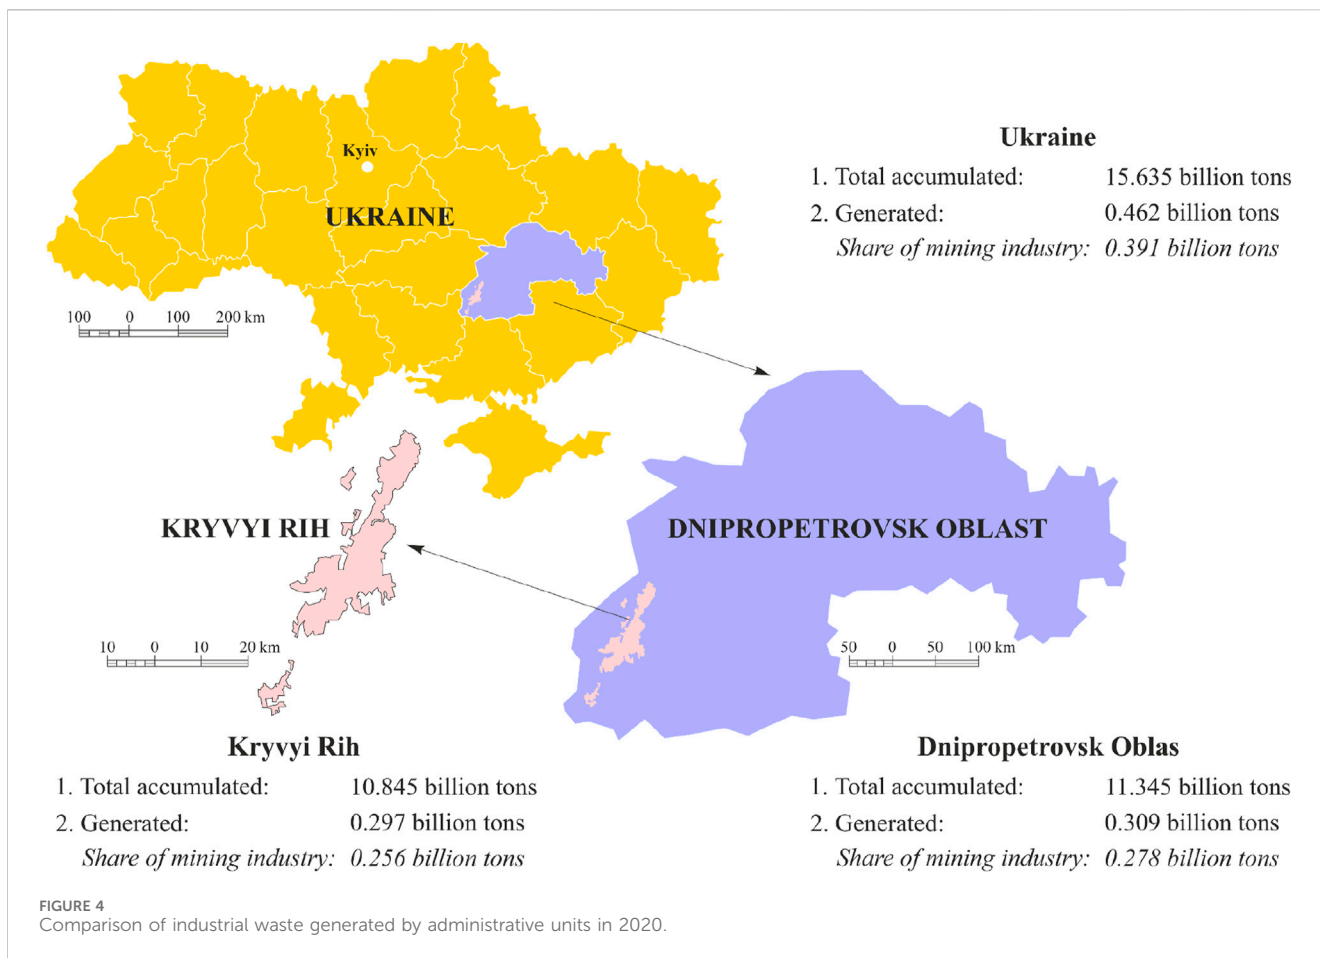 Kyiv
UKRAINE
100 0 100 200 km
Ukraine
1. Total accumulated: 15.635 billion tons
2. Generated: 0.462 billion tons
Share of mining industry: 0.391 billion tons
KRYVYI RIH
10 0 10 20 km
DNIPROPETROVSK OBLAST
50 0 50 100 km
Kryvyi Rih
1. Total accumulated: 10.845 billion tons
2. Generated: 0.297 billion tons
Share of mining industry: 0.256 billion tons
Dnipropetrovsk Oblas
1. Total accumulated: 11.345 billion tons
2. Generated: 0.309 billion tons
Share of mining industry: 0.278 billion tons
FIGURE 4
Comparison of industrial waste generated by administrative units in 2020.